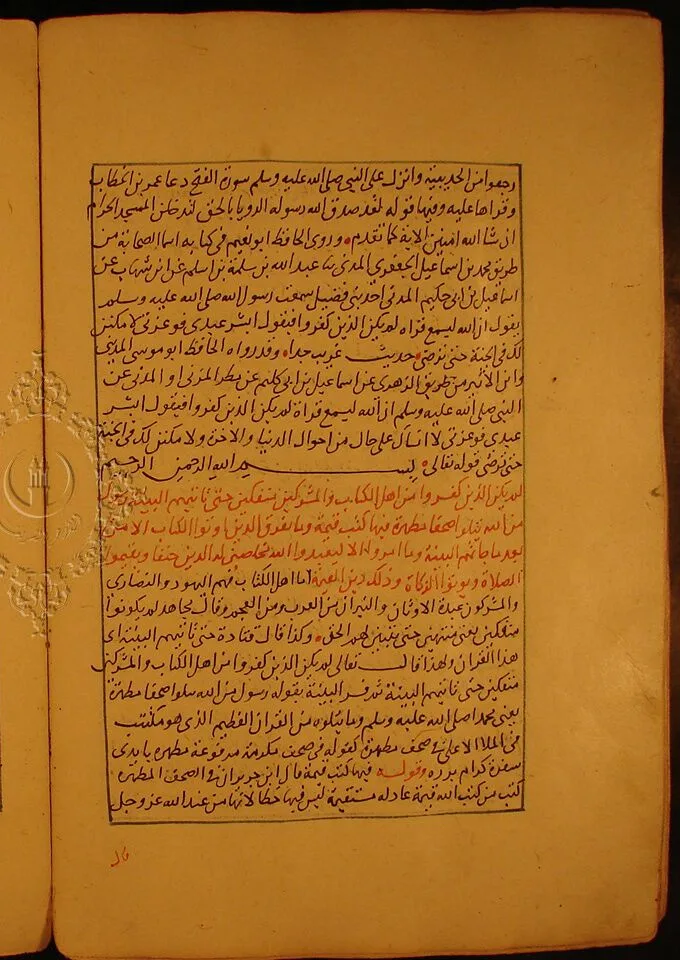 رجعوا من الحديبية وانزل على النبي صلى الله عليه وسلم سورة الفتح دعا عمر بن الخطاب
وقراها عليه وفيها قوله لقد صدق الله رسوله الرويا بالحق لتدخلن المسجد الحرام
ان شا الله امنين الاية كما تقدم وروى الحافظ ابو نعيم في كتابه اسما الصحابة من
طريق محمد بن اسماعيل الجعفري المدني ثنا عبد الله بن سلمة بن اسلم عن ابن شهاب عن
اسماعيل بن ابي حكيم المدني احدبني فضيل سمعت رسول الله صلى الله عليه وسلم
يقول ان الله ليسمع قراة لم يكن الذين كفروا فيقول ابشر عبدي فوعزتي لامكنن
لك في الجنة حتى ترضى حديث غريب جدا وقد رواه الحافظ ابو موسى المديني
وابن الاثير من طريق الزهري عن اسماعيل بن ابي حكيم عن مطر المزني او المدني عن
النبي صلى الله عليه وسلم ان الله ليسمع قراة لم يكن الذين كفروا فيقول ابشر
عبدي فوعزتي لا انساك على حال من احوال الدنيا والاخرة ولامكنن لك في الجنة
حتى ترضى قوله تعالى بسم الله الرحمن الرحيم
لم يكن الذين كفروا من اهل الكتاب والمشركين منفكين حتى تاتيهم البينة رسول
من الله يتلوا صحفا مطهرة فيها كتب قيمة وما تفرق الذين اوتوا الكتاب الا من
بعد ما جاتهم البينة وما امروا الا ليعبدوا الله مخلصين له الدين حنفا ويقيموا
الصلاة ويوتوا الزكاة وذلك دين القيمة اما اهل الكتاب فهم اليهود والنصارى
والمشركون عبدة الاوثان والنيران من العرب ومن العجم وقال مجاهد لم يكونوا
منفكين يعني منتهين حتى يتبين لهم الحق وكذا قال قتادة حتى تاتيهم البينة اي
هذا القران ولهذا قال تعالى لم يكن الذين كفروا من اهل الكتاب والمشركين
منفكين حتى تاتيهم البينة ثم فسر البينة بقوله رسول من الله يتلوا صحفا مطهرة
يعني محمدا صلى الله عليه وسلم وما يتلوه من القران العظيم الذي هو مكتتب
في الملا الاعلى في صحف مطهرة كقوله في صحف مكرمة مرفوعة مطهرة بايدي
سفرة كرام بررة وقوله فيها كتب قيمة قال ابن جرير اي في الصحف المطهرة
كتب من كتب الله قيمة عادلة مستقيمة ليس فيها خطا لانها من عند الله عز وجل
قال